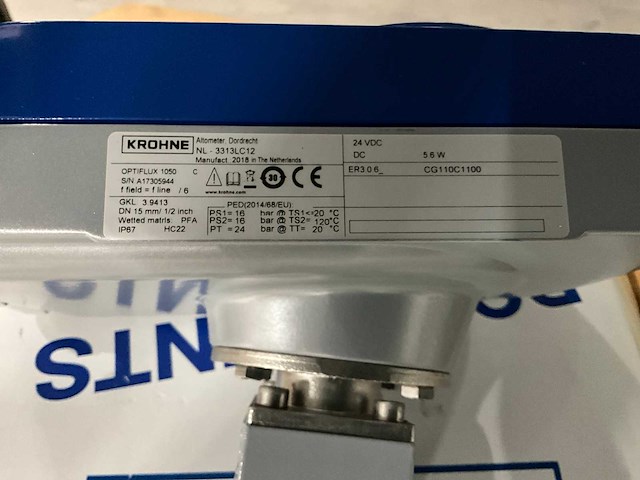 KROHNE
Altometer, Dordrecht
NL - 3313LC12
Manufact. 2018 in The Netherlands
OPTIFLUX 1050 C
S/N A17305944
f field = f line / 6
www.krohne.com
30
CE
GKL 3.9413
DN 15 mm/ 1/2 inch
Wetted matrls. PFA
IP67 HC22
PED(2014/68/EU):
PS1= 16 bar @ TS1<=20 °C
PS2= 16 bar @ TS2= 120°C
PT = 24 bar @ TT= 20 °C
24 VDC
DC 5.6 W
ER3 0 6_ CG110C1100